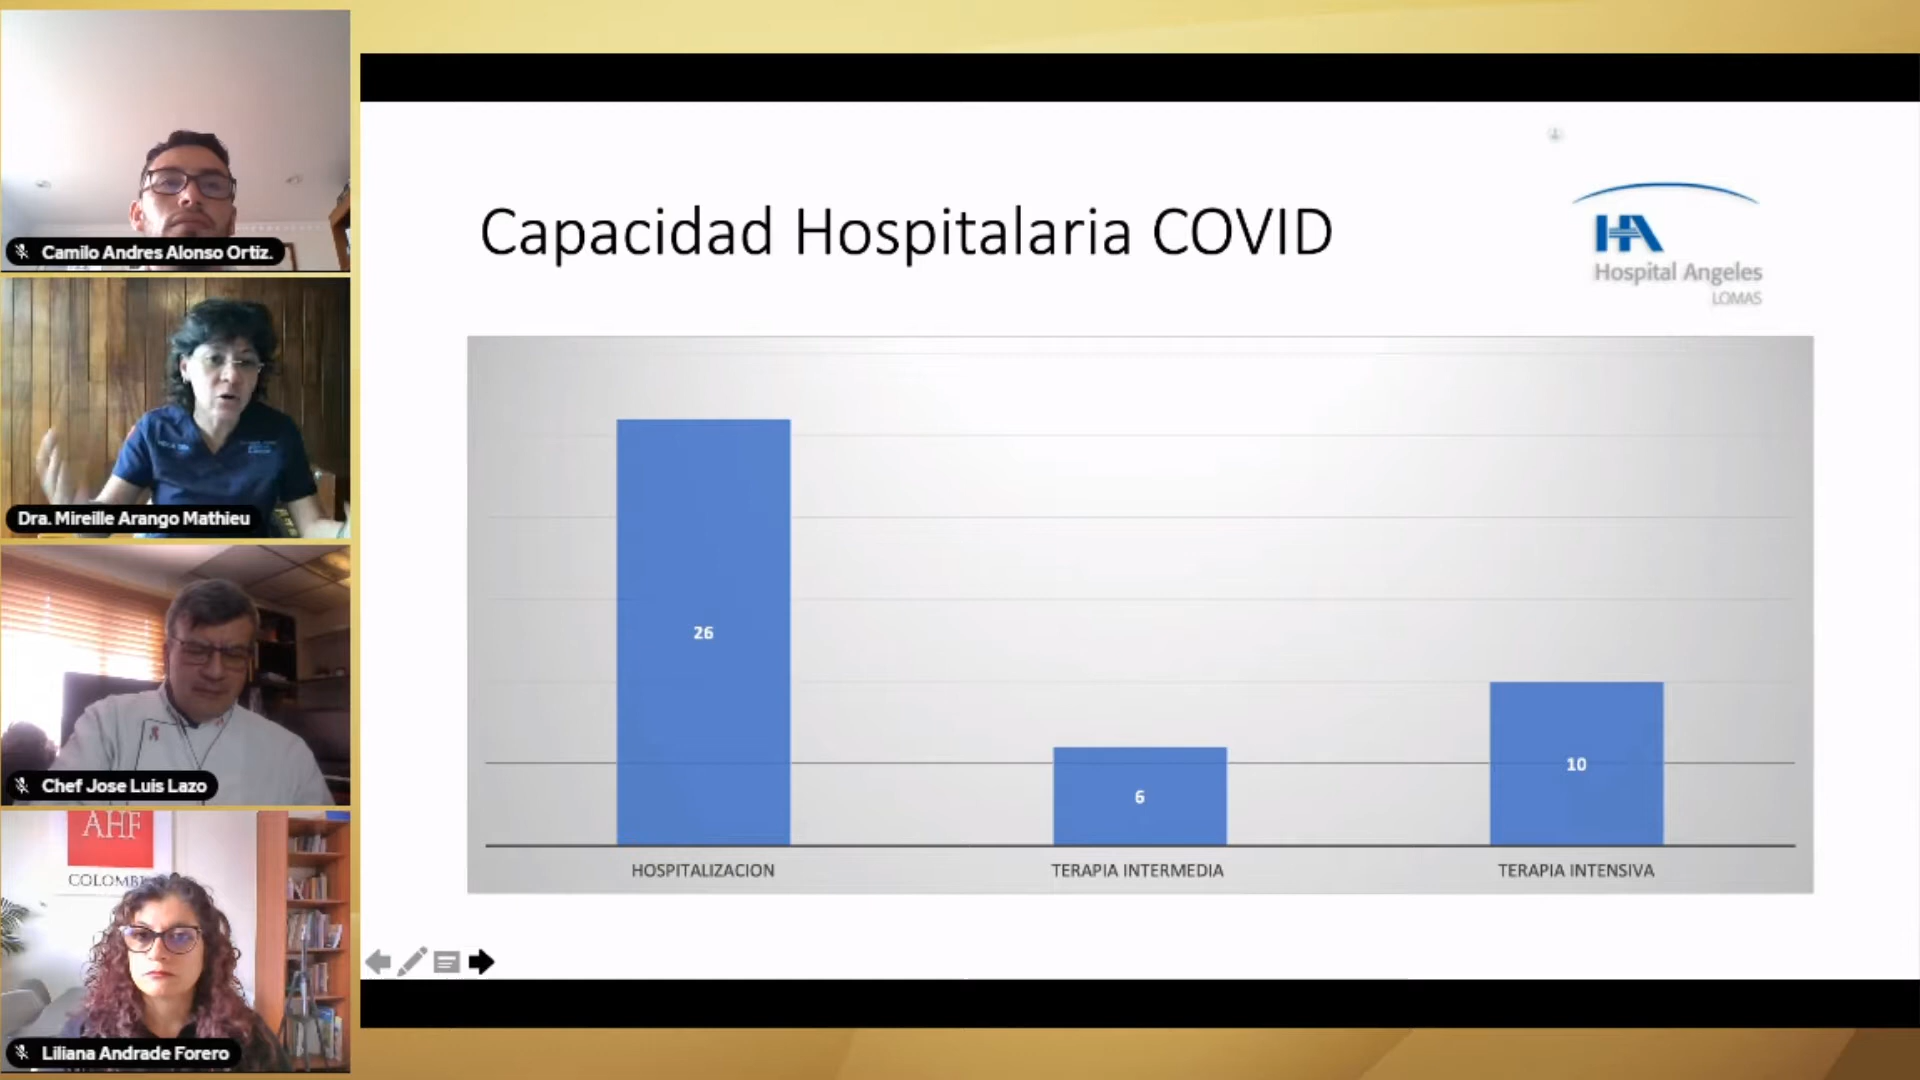 Camilo Andres Alonso Ortiz.
Dra. Mireille Arango Mathieu
Chef Jose Luis Lazo
AHF
Liliana Andrade Forero
Capacidad Hospitalaria COVID
HA
Hospital Angeles
LOMAS
26
6
10
HOSPITALIZACION
TERAPIA INTERMEDIA
TERAPIA INTENSIVA